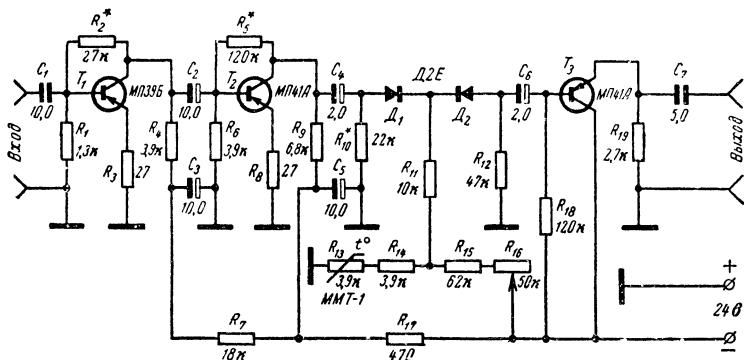 R2*
27к
R5*
120к
C1
10,0
T1
МП39Б
C2
10,0
T2
МП41А
C4
2,0
Д2Е
Д1
Д2
C6
2,0
T3
МП41А
C7
5,0
Вход
R1
1,3к
R3
27
R4
3,9к
C3
10,0
R6
3,9к
R8
27
R9
6,8к
C5
10,0
R10*
22к
R11
10к
R12
47к
R18
120к
R19
2,7к
Выход
R13
t°
3,9к
ММТ-1
R14
3,9к
R15
62к
R16
50к
+
24В
−
R7
18к
R17
470